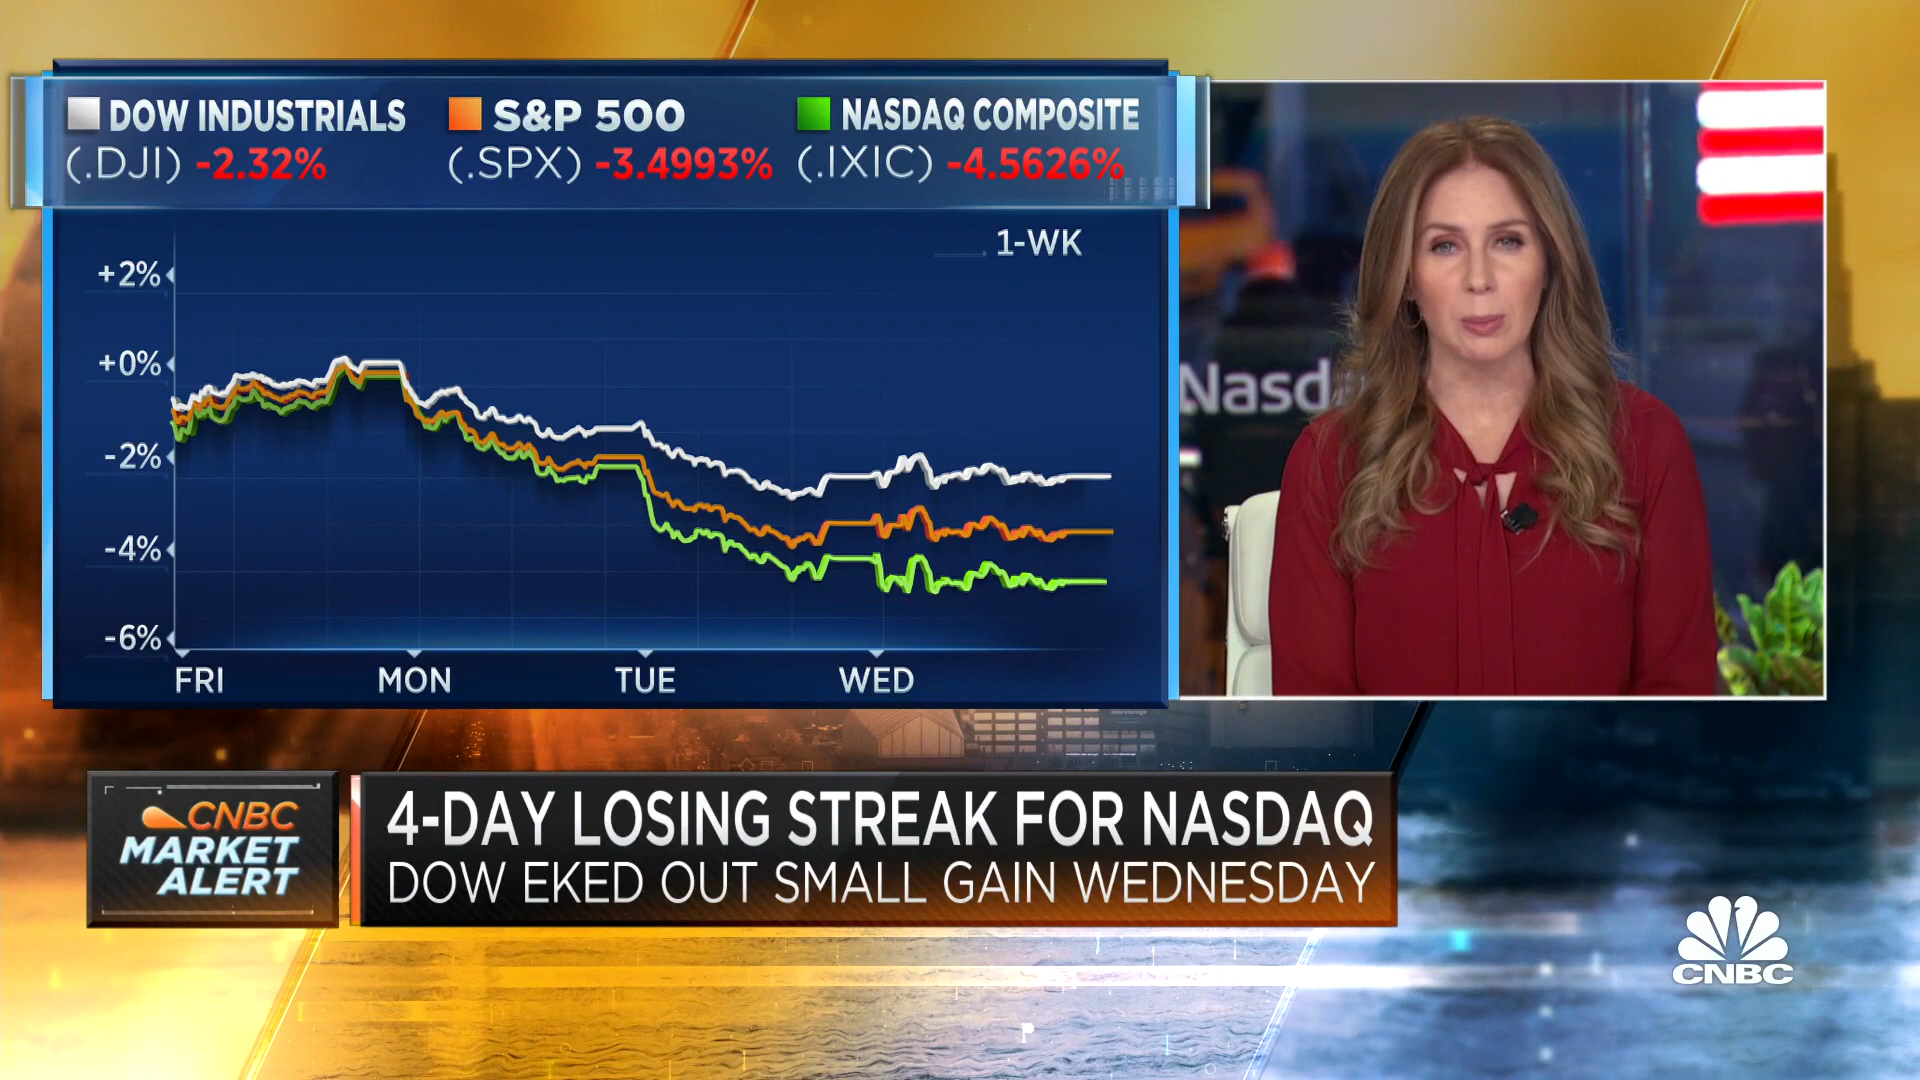 DOW INDUSTRIALS
(.DJI) -2.32%
S&P 500
(.SPX) -3.4993%
NASDAQ COMPOSITE
(.IXIC) -4.5626%
1-WK
+2%
+0%
-2%
-4%
-6%
FRI MON TUE WED
Nasd
CNBC
MARKET
ALERT
4-DAY LOSING STREAK FOR NASDAQ
DOW EKED OUT SMALL GAIN WEDNESDAY
CNBC